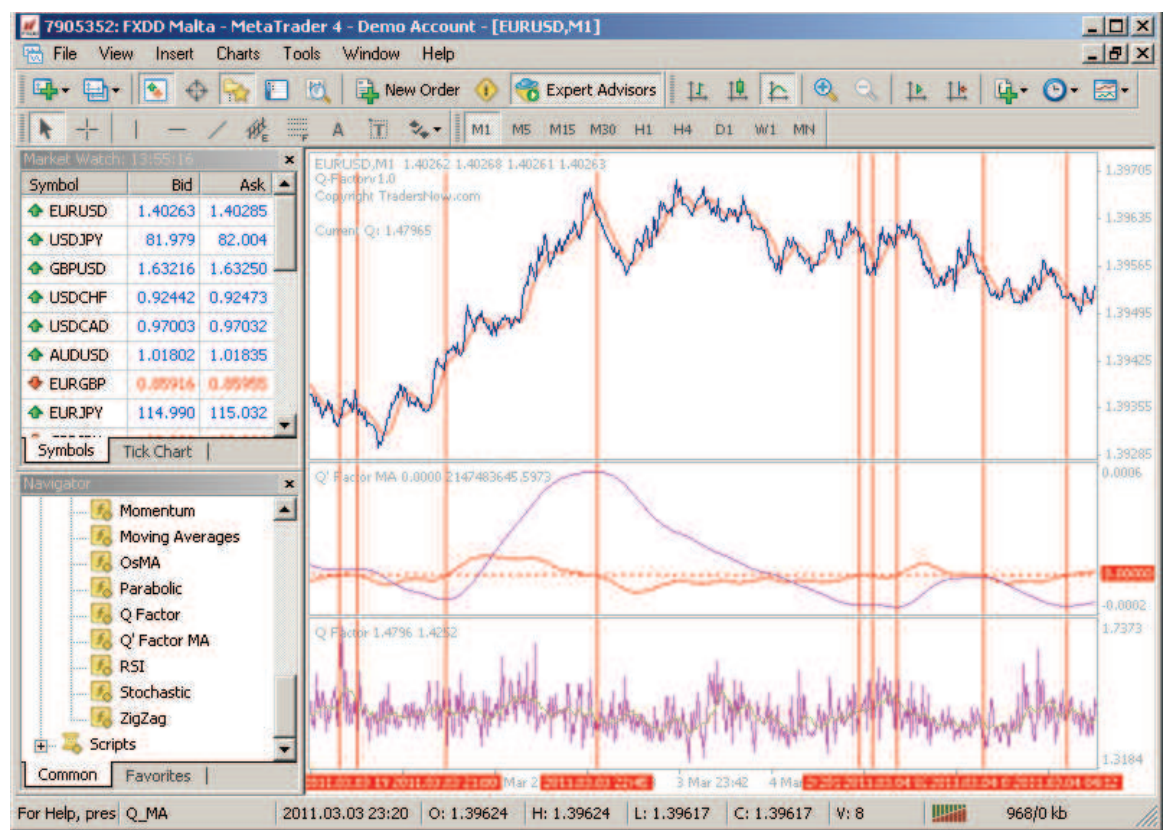 7905352: FXDD Malta - MetaTrader 4 - Demo Account - [EURUSD,M1]
File View Insert Charts Tools Window Help
New Order Expert Advisors
A T M1 M5 M15 M30 H1 H4 D1 W1 MN
Market Watch: 13:55:16
Symbol Bid Ask
EURUSD 1.40263 1.40285
USDJPY 81.979 82.004
GBPUSD 1.63216 1.63250
USDCHF 0.92442 0.92473
USDCAD 0.97003 0.97032
AUDUSD 1.01802 1.01835
EURGBP 0.85916 0.85955
EURJPY 114.990 115.032
Symbols Tick Chart
Navigator
Momentum
Moving Averages
OsMA
Parabolic
Q Factor
Q' Factor MA
RSI
Stochastic
ZigZag
Scripts
Common Favorites
EURUSD,M1 1.40262 1.40268 1.40261 1.40263
Q-Factorv1.0
Copyright TradersNow.com
Current Q: 1.47965
1.39705
1.39635
1.39565
1.39495
1.39425
1.39355
1.39285
Q' Factor MA 0.0000 2147483645.5973
0.0006
0.00000
-0.0002
Q Factor 1.4796 1.4252
1.7373
1.3184
Mar 2 3 Mar 23:42 4 Mar
For Help, pres Q_MA 2011.03.03 23:20 O: 1.39624 H: 1.39624 L: 1.39617 C: 1.39617 V: 8 968/0 kb